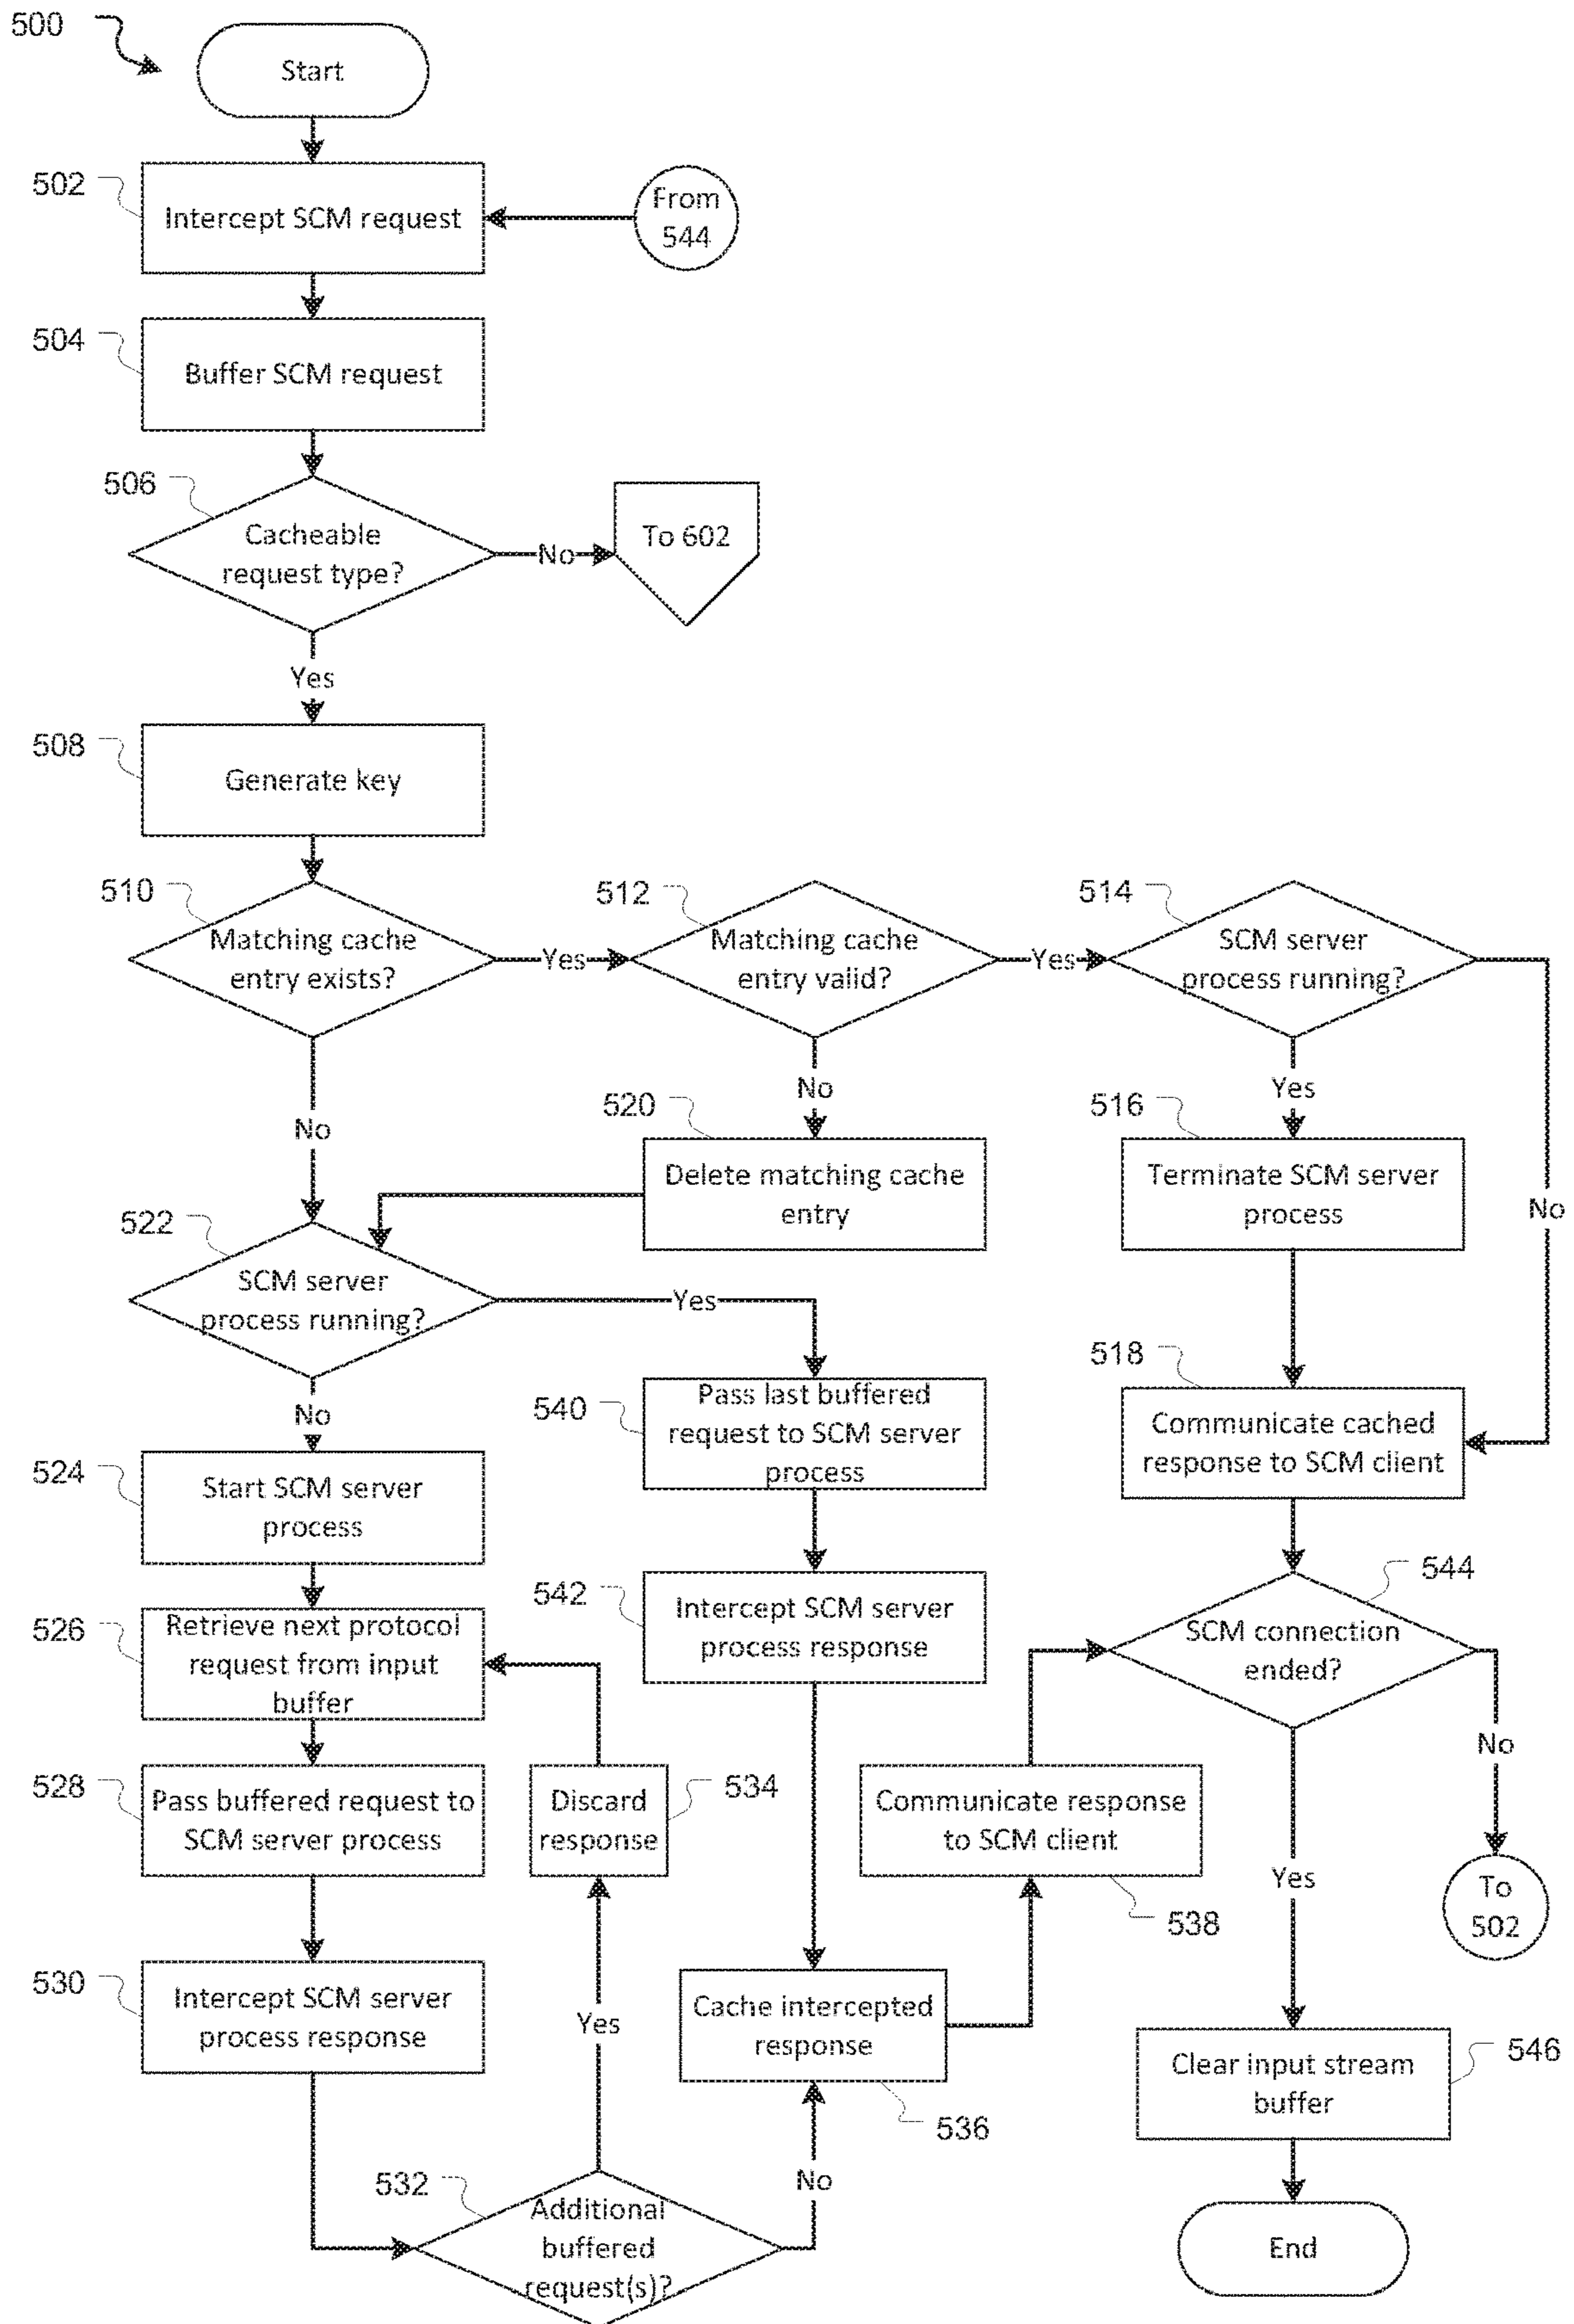 500
Start
502
Intercept SCM request
From
544
504
Buffer SCM request
506
Cacheable
request type?
No
To 602
Yes
508
Generate key
510
Matching cache
entry exists?
Yes
512
Matching cache
entry valid?
Yes
514
SCM server
process running?
No
No
Yes
No
520
Delete matching cache
entry
516
Terminate SCM server
process
522
SCM server
process running?
Yes
No
540
Pass last buffered
request to SCM server
process
518
Communicate cached
response to SCM client
524
Start SCM server
process
526
Retrieve next protocol
request from input
buffer
542
Intercept SCM server
process response
544
SCM connection
ended?
No
Yes
To
502
528
Pass buffered request to
SCM server process
534
Discard
response
Communicate response
to SCM client
538
530
Intercept SCM server
process response
Yes
Cache intercepted
response
536
Clear input stream
buffer
546
532
Additional
buffered
request(s)?
No
End